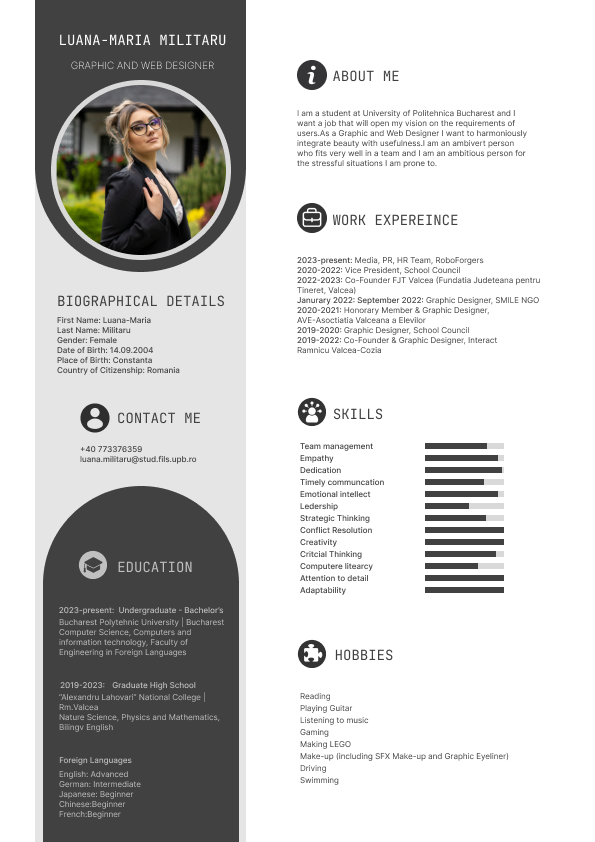 LUANA-MARIA MILITARU
GRAPHIC AND WEB DESIGNER
BIOGRAPHICAL DETAILS
First Name: Luana-Maria
Last Name: Militaru
Gender: Female
Date of Birth: 14.09.2004
Place of Birth: Constanta
Country of Citizenship: Romania
CONTACT ME
+40 773376359
luana.militaru@stud.fils.upb.ro
EDUCATION
2023-present: Undergraduate - Bachelor's
Bucharest Polytehnic University | Bucharest
Computer Science, Computers and
information technology, Faculty of
Engineering in Foreign Languages
2019-2023: Graduate High School
"Alexandru Lahovari" National College |
Rm.Valcea
Nature Science, Physics and Mathematics,
Bilingv English
Foreign Languages
English: Advanced
German: Intermediate
Japanese: Beginner
Chinese:Beginner
French:Beginner
ABOUT ME
I am a student at University of Politehnica Bucharest and I
want a job that will open my vision on the requirements of
users.As a Graphic and Web Designer I want to harmoniously
integrate beauty with usefulness.I am an ambivert person
who fits very well in a team and I am an ambitious person for
the stressful situations I am prone to.
WORK EXPEREINCE
2023-present: Media, PR, HR Team, RoboForgers
2020-2022: Vice President, School Council
2022-2023: Co-Founder FJT Valcea (Fundatia Judeteana pentru
Tineret, Valcea)
Janurary 2022: September 2022: Graphic Designer, SMILE NGO
2020-2021: Honorary Member & Graphic Designer,
AVE-Asoctiatia Valceana a Elevilor
2019-2020: Graphic Designer, School Council
2019-2022: Co-Founder & Graphic Designer, Interact
Ramnicu Valcea-Cozia
SKILLS
Team management
Empathy
Dedication
Timely communcation
Emotional intellect
Ledership
Strategic Thinking
Conflict Resolution
Creativity
Critcial Thinking
Computere litearcy
Attention to detail
Adaptability
HOBBIES
Reading
Playing Guitar
Listening to music
Gaming
Making LEGO
Make-up (including SFX Make-up and Graphic Eyeliner)
Driving
Swimming